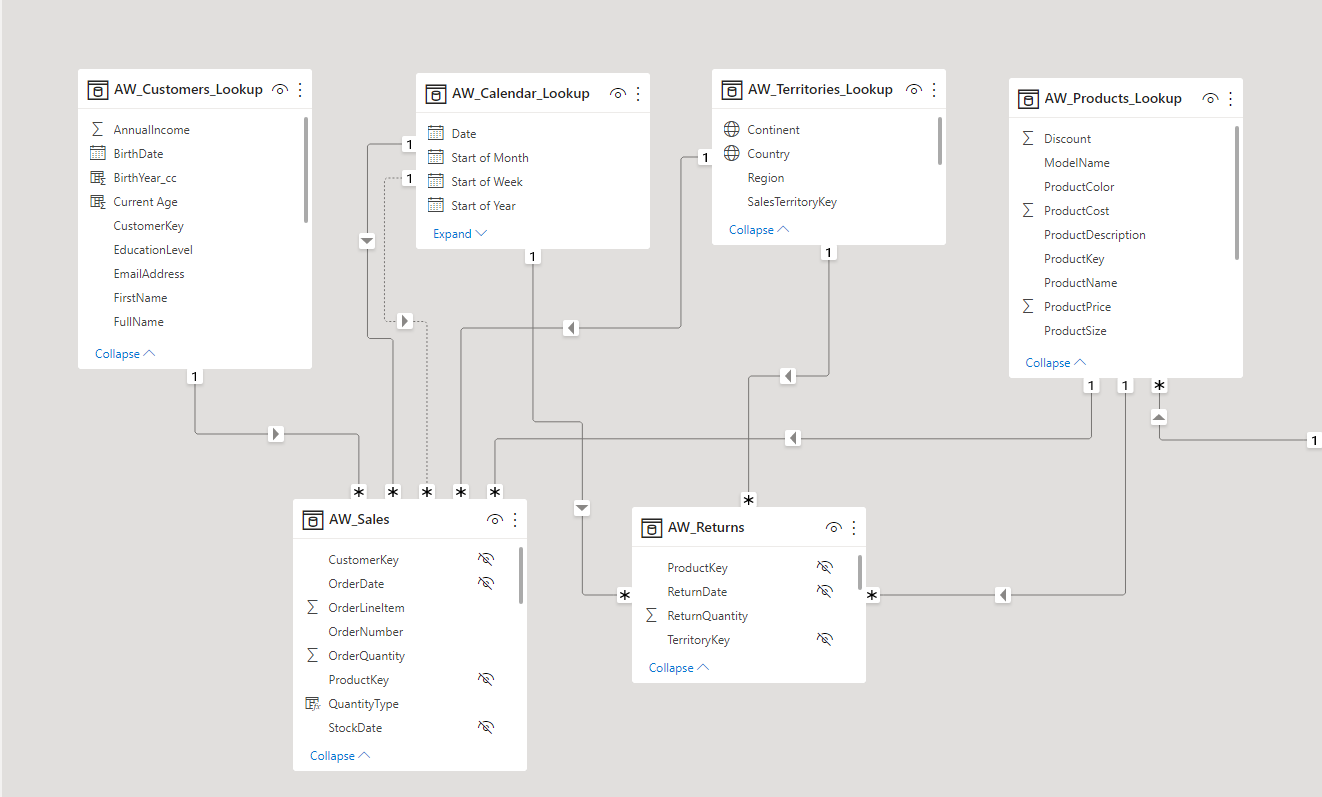 AW_Customers_Lookup
AnnualIncome
BirthDate
BirthYear_cc
Current Age
CustomerKey
EducationLevel
EmailAddress
FirstName
FullName
Collapse
1
AW_Calendar_Lookup
Date
Start of Month
Start of Week
Start of Year
Expand
1
1
1
AW_Territories_Lookup
Continent
Country
Region
SalesTerritoryKey
Collapse
1
1
AW_Products_Lookup
Discount
ModelName
ProductColor
ProductCost
ProductDescription
ProductKey
ProductName
ProductPrice
ProductSize
Collapse
1
1
*
1
* * * * *
AW_Sales
CustomerKey
OrderDate
OrderLineItem
OrderNumber
OrderQuantity
ProductKey
QuantityType
StockDate
Collapse
*
*
*
AW_Returns
ProductKey
ReturnDate
ReturnQuantity
TerritoryKey
Collapse